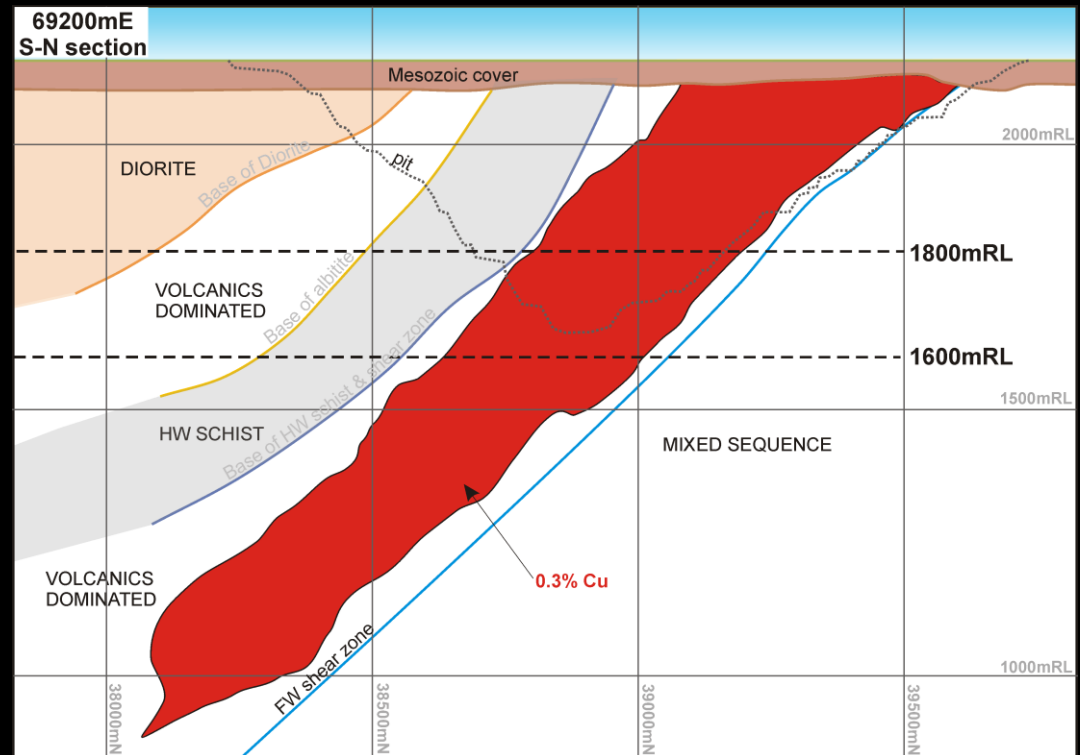 69200mE
S-N section
Mesozoic cover
2000mRL
DIORITE
Base of Diorite
pit
1800mRL
VOLCANICS
DOMINATED
Base of albitite
1600mRL
1500mRL
HW SCHIST
Base of HW schist & shear zone
MIXED SEQUENCE
VOLCANICS
DOMINATED
0.3% Cu
FW shear zone
1000mRL
38000mN
38500mN
39000mN
39500mN